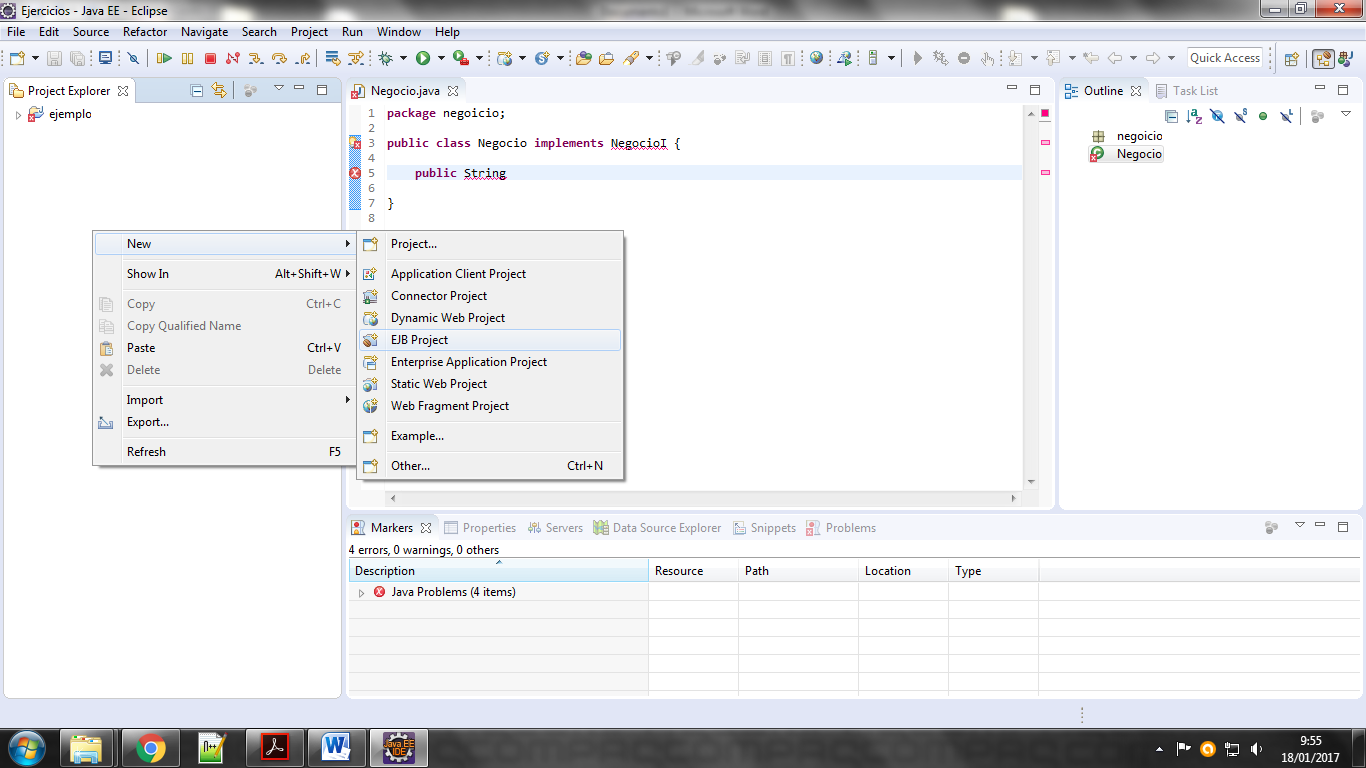 Ejercicios - Java EE - Eclipse
File Edit Source Refactor Navigate Search Project Run Window Help
Quick Access
Project Explorer
ejemplo
Negocio.java
1 package negoicio;
2
3 public class Negocio implements NegocioI {
4
5 public String
6
7 }
8
Outline Task List
negoicio
Negocio
New
Show In Alt+Shift+W
Copy Ctrl+C
Copy Qualified Name
Paste Ctrl+V
Delete Delete
Import
Export...
Refresh F5
Project...
Application Client Project
Connector Project
Dynamic Web Project
EJB Project
Enterprise Application Project
Static Web Project
Web Fragment Project
Example...
Other... Ctrl+N
Markers Properties Servers Data Source Explorer Snippets Problems
4 errors, 0 warnings, 0 others
Description Resource Path Location Type
Java Problems (4 items)
Java EE
IDE
9:55
18/01/2017